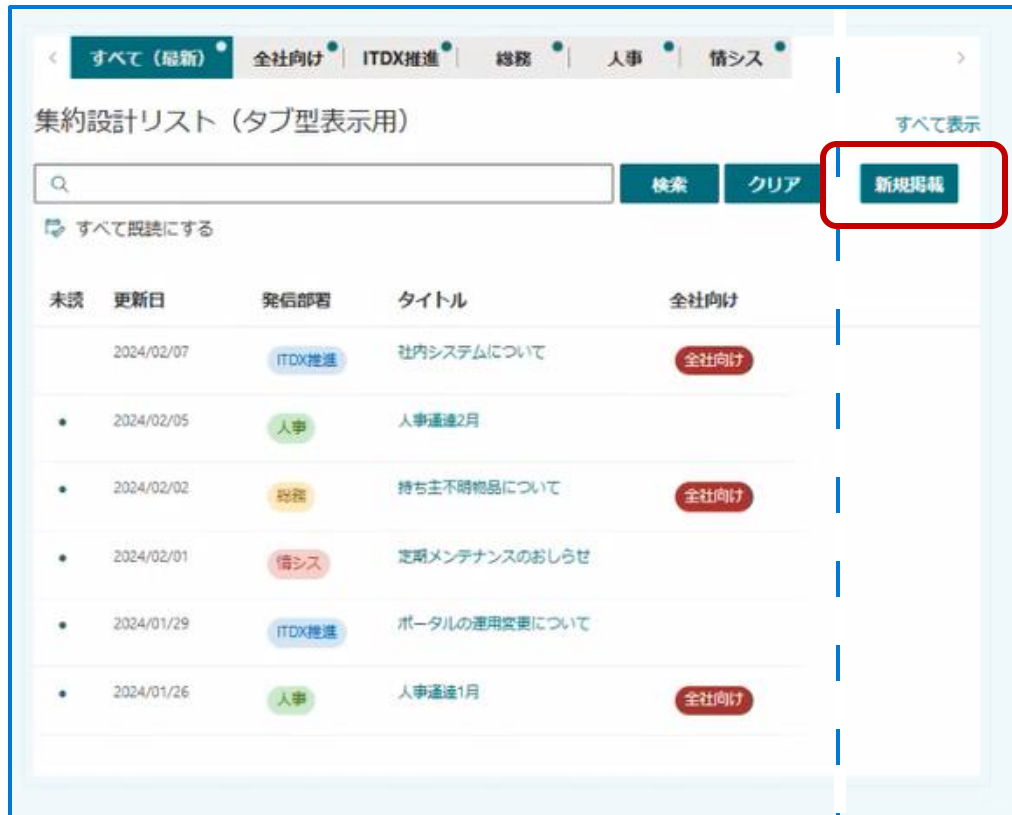 すべて（最新） 全社向け ITDX推進 総務 人事 情シス
集約設計リスト（タブ型表示用）
すべて表示
検索 クリア 新規掲載
すべて既読にする
未読 更新日 発信部署 タイトル 全社向け
2024/02/07 ITDX推進 社内システムについて 全社向け
2024/02/05 人事 人事通達2月
2024/02/02 総務 持ち主不明物品について 全社向け
2024/02/01 情シス 定期メンテナンスのおしらせ
2024/01/29 ITDX推進 ポータルの運用変更について
2024/01/26 人事 人事通達1月 全社向け